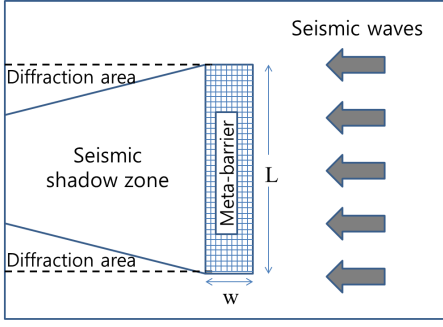 Seismic waves
Diffraction area
Seismic
shadow zone
Meta-barrier
L
Diffraction area
w